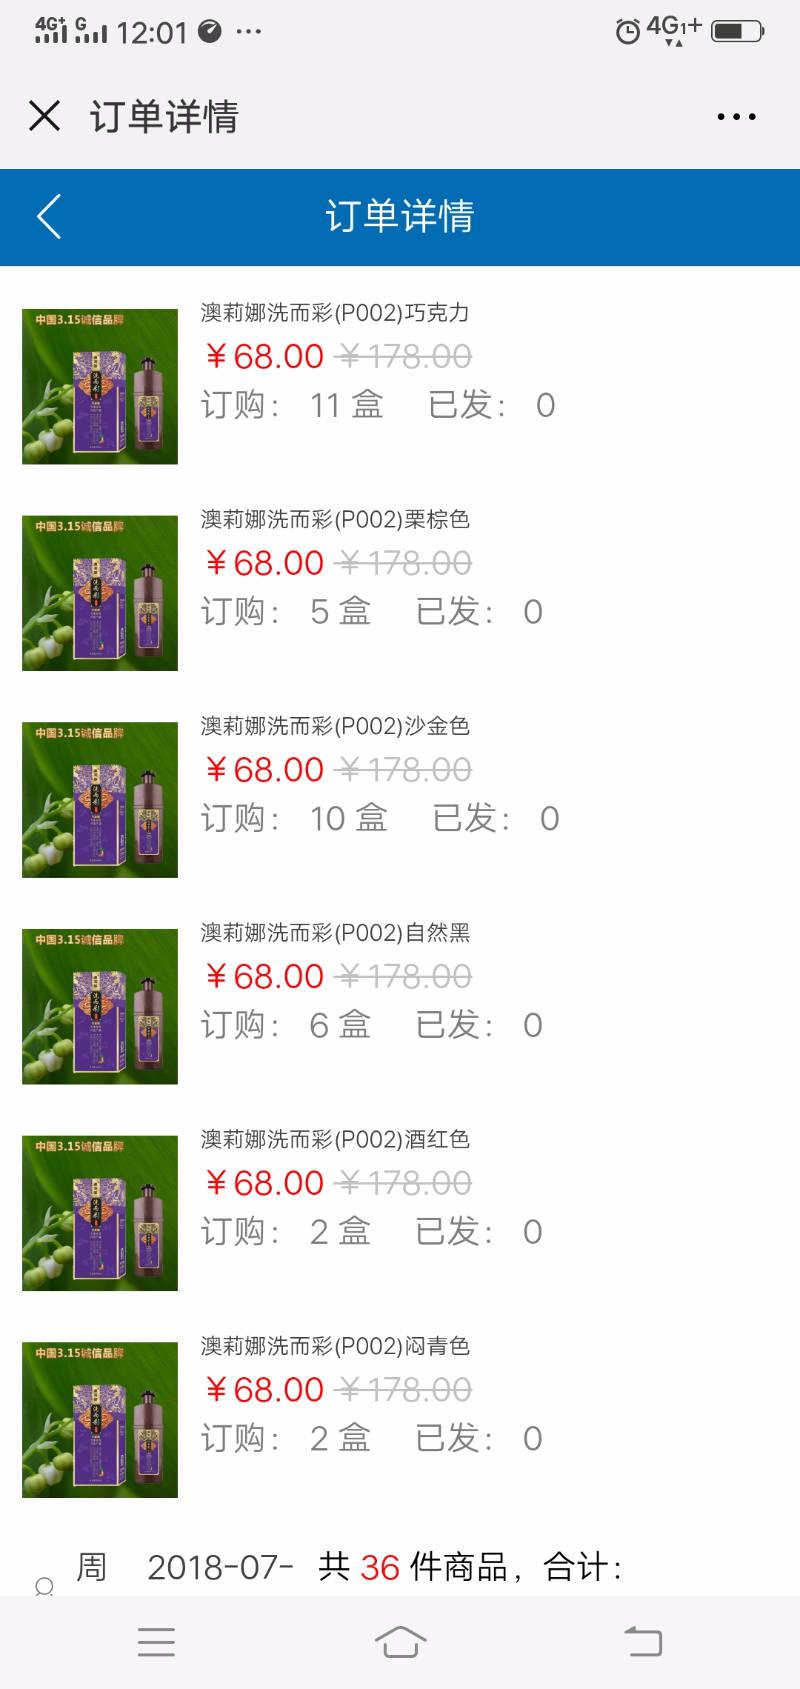 4G+ G 12:01 ··· 4G 1+
订单详情 ···
订单详情
中国3.15诚信品牌
澳莉娜洗而彩(P002)巧克力
¥68.00 ¥178.00
订购： 11 盒 已发： 0
中国3.15诚信品牌
澳莉娜洗而彩(P002)栗棕色
¥68.00 ¥178.00
订购： 5 盒 已发： 0
中国3.15诚信品牌
澳莉娜洗而彩(P002)沙金色
¥68.00 ¥178.00
订购： 10 盒 已发： 0
中国3.15诚信品牌
澳莉娜洗而彩(P002)自然黑
¥68.00 ¥178.00
订购： 6 盒 已发： 0
中国3.15诚信品牌
澳莉娜洗而彩(P002)酒红色
¥68.00 ¥178.00
订购： 2 盒 已发： 0
中国3.15诚信品牌
澳莉娜洗而彩(P002)闷青色
¥68.00 ¥178.00
订购： 2 盒 已发： 0
周 2018-07- 共 36 件商品，合计：